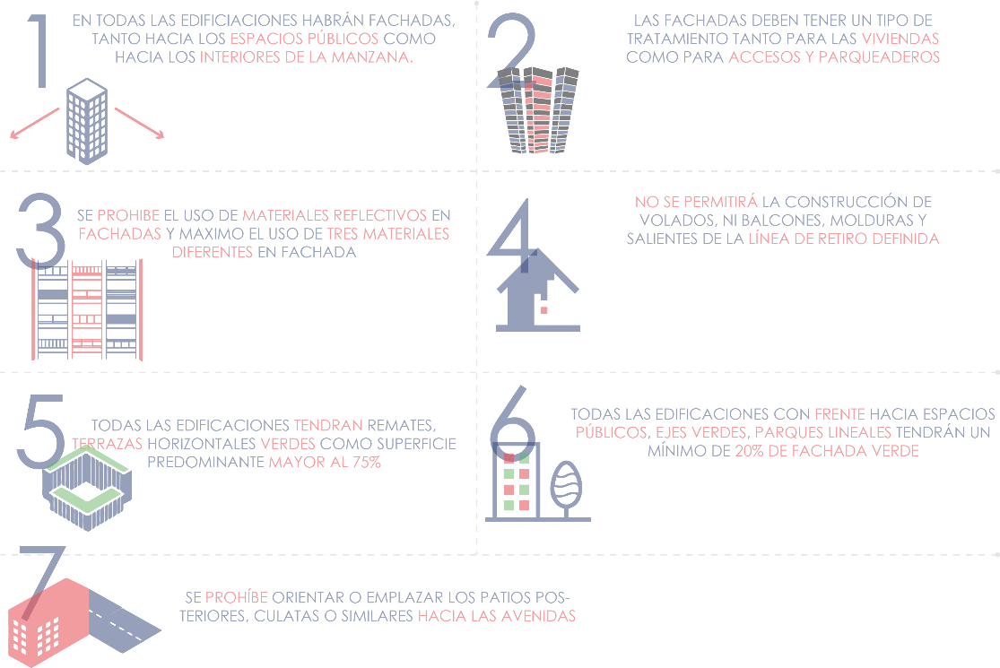 1
EN TODAS LAS EDIFICIACIONES HABRÁN FACHADAS,
TANTO HACIA LOS ESPACIOS PÚBLICOS COMO
HACIA LOS INTERIORES DE LA MANZANA.
2
LAS FACHADAS DEBEN TENER UN TIPO DE
TRATAMIENTO TANTO PARA LAS VIVIENDAS
COMO PARA ACCESOS Y PARQUEADEROS
3
SE PROHIBE EL USO DE MATERIALES REFLECTIVOS EN
FACHADAS Y MAXIMO EL USO DE TRES MATERIALES
DIFERENTES EN FACHADA
4
NO SE PERMITIRÁ LA CONSTRUCCIÓN DE
VOLADOS, NI BALCONES, MOLDURAS Y
SALIENTES DE LA LÍNEA DE RETIRO DEFINIDA
5
TODAS LAS EDIFICACIONES TENDRAN REMATES,
TERRAZAS HORIZONTALES VERDES COMO SUPERFICIE
PREDOMINANTE MAYOR AL 75%
6
TODAS LAS EDIFICACIONES CON FRENTE HACIA ESPACIOS
PÚBLICOS, EJES VERDES, PARQUES LINEALES TENDRÁN UN
MÍNIMO DE 20% DE FACHADA VERDE
7
SE PROHÍBE ORIENTAR O EMPLAZAR LOS PATIOS POS-
TERIORES, CULATAS O SIMILARES HACIA LAS AVENIDAS